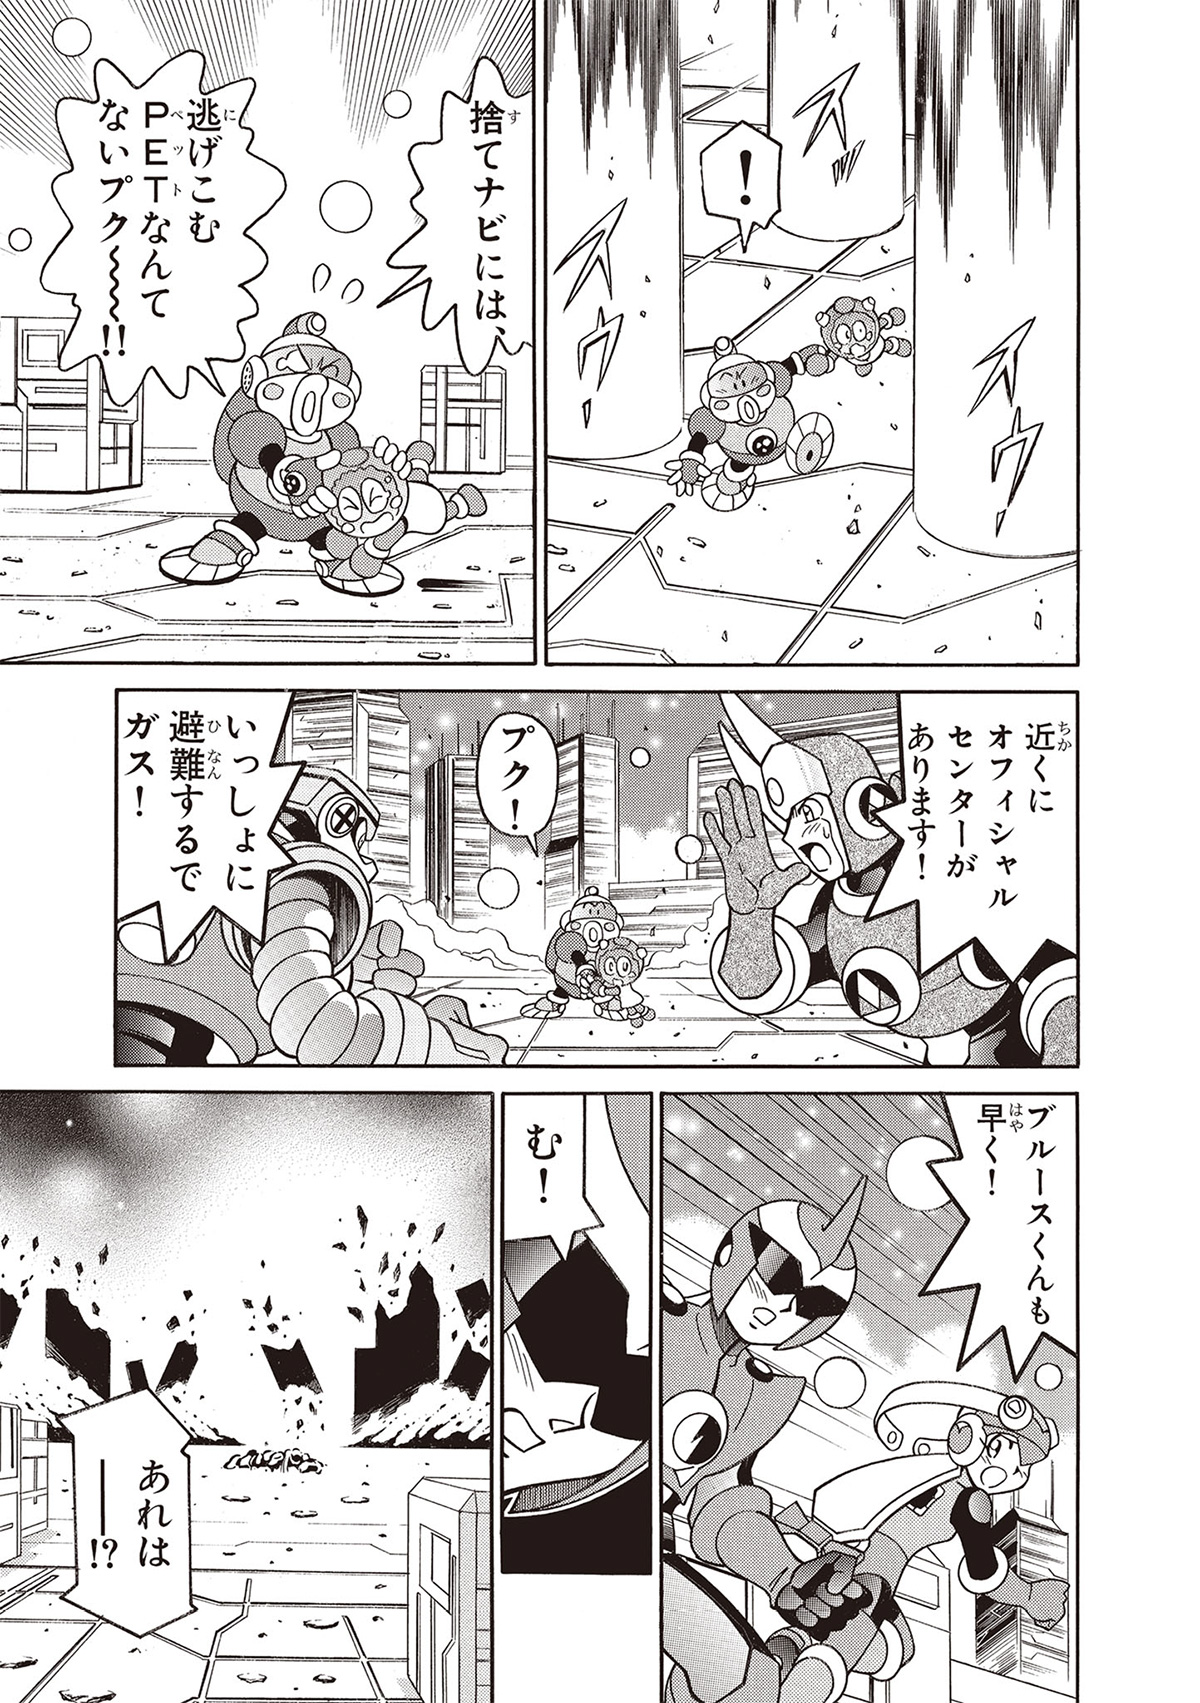 スウ
!
スウ
スウ
捨てナビには、
逃げこむ
PETなんて
ないプク〜〜!!
近くに
オフィシャル
センターが
あります!
プク!
いっしょに
避難するで
ガス!
ブルースくんも
早く!
む!
あれは
――!?